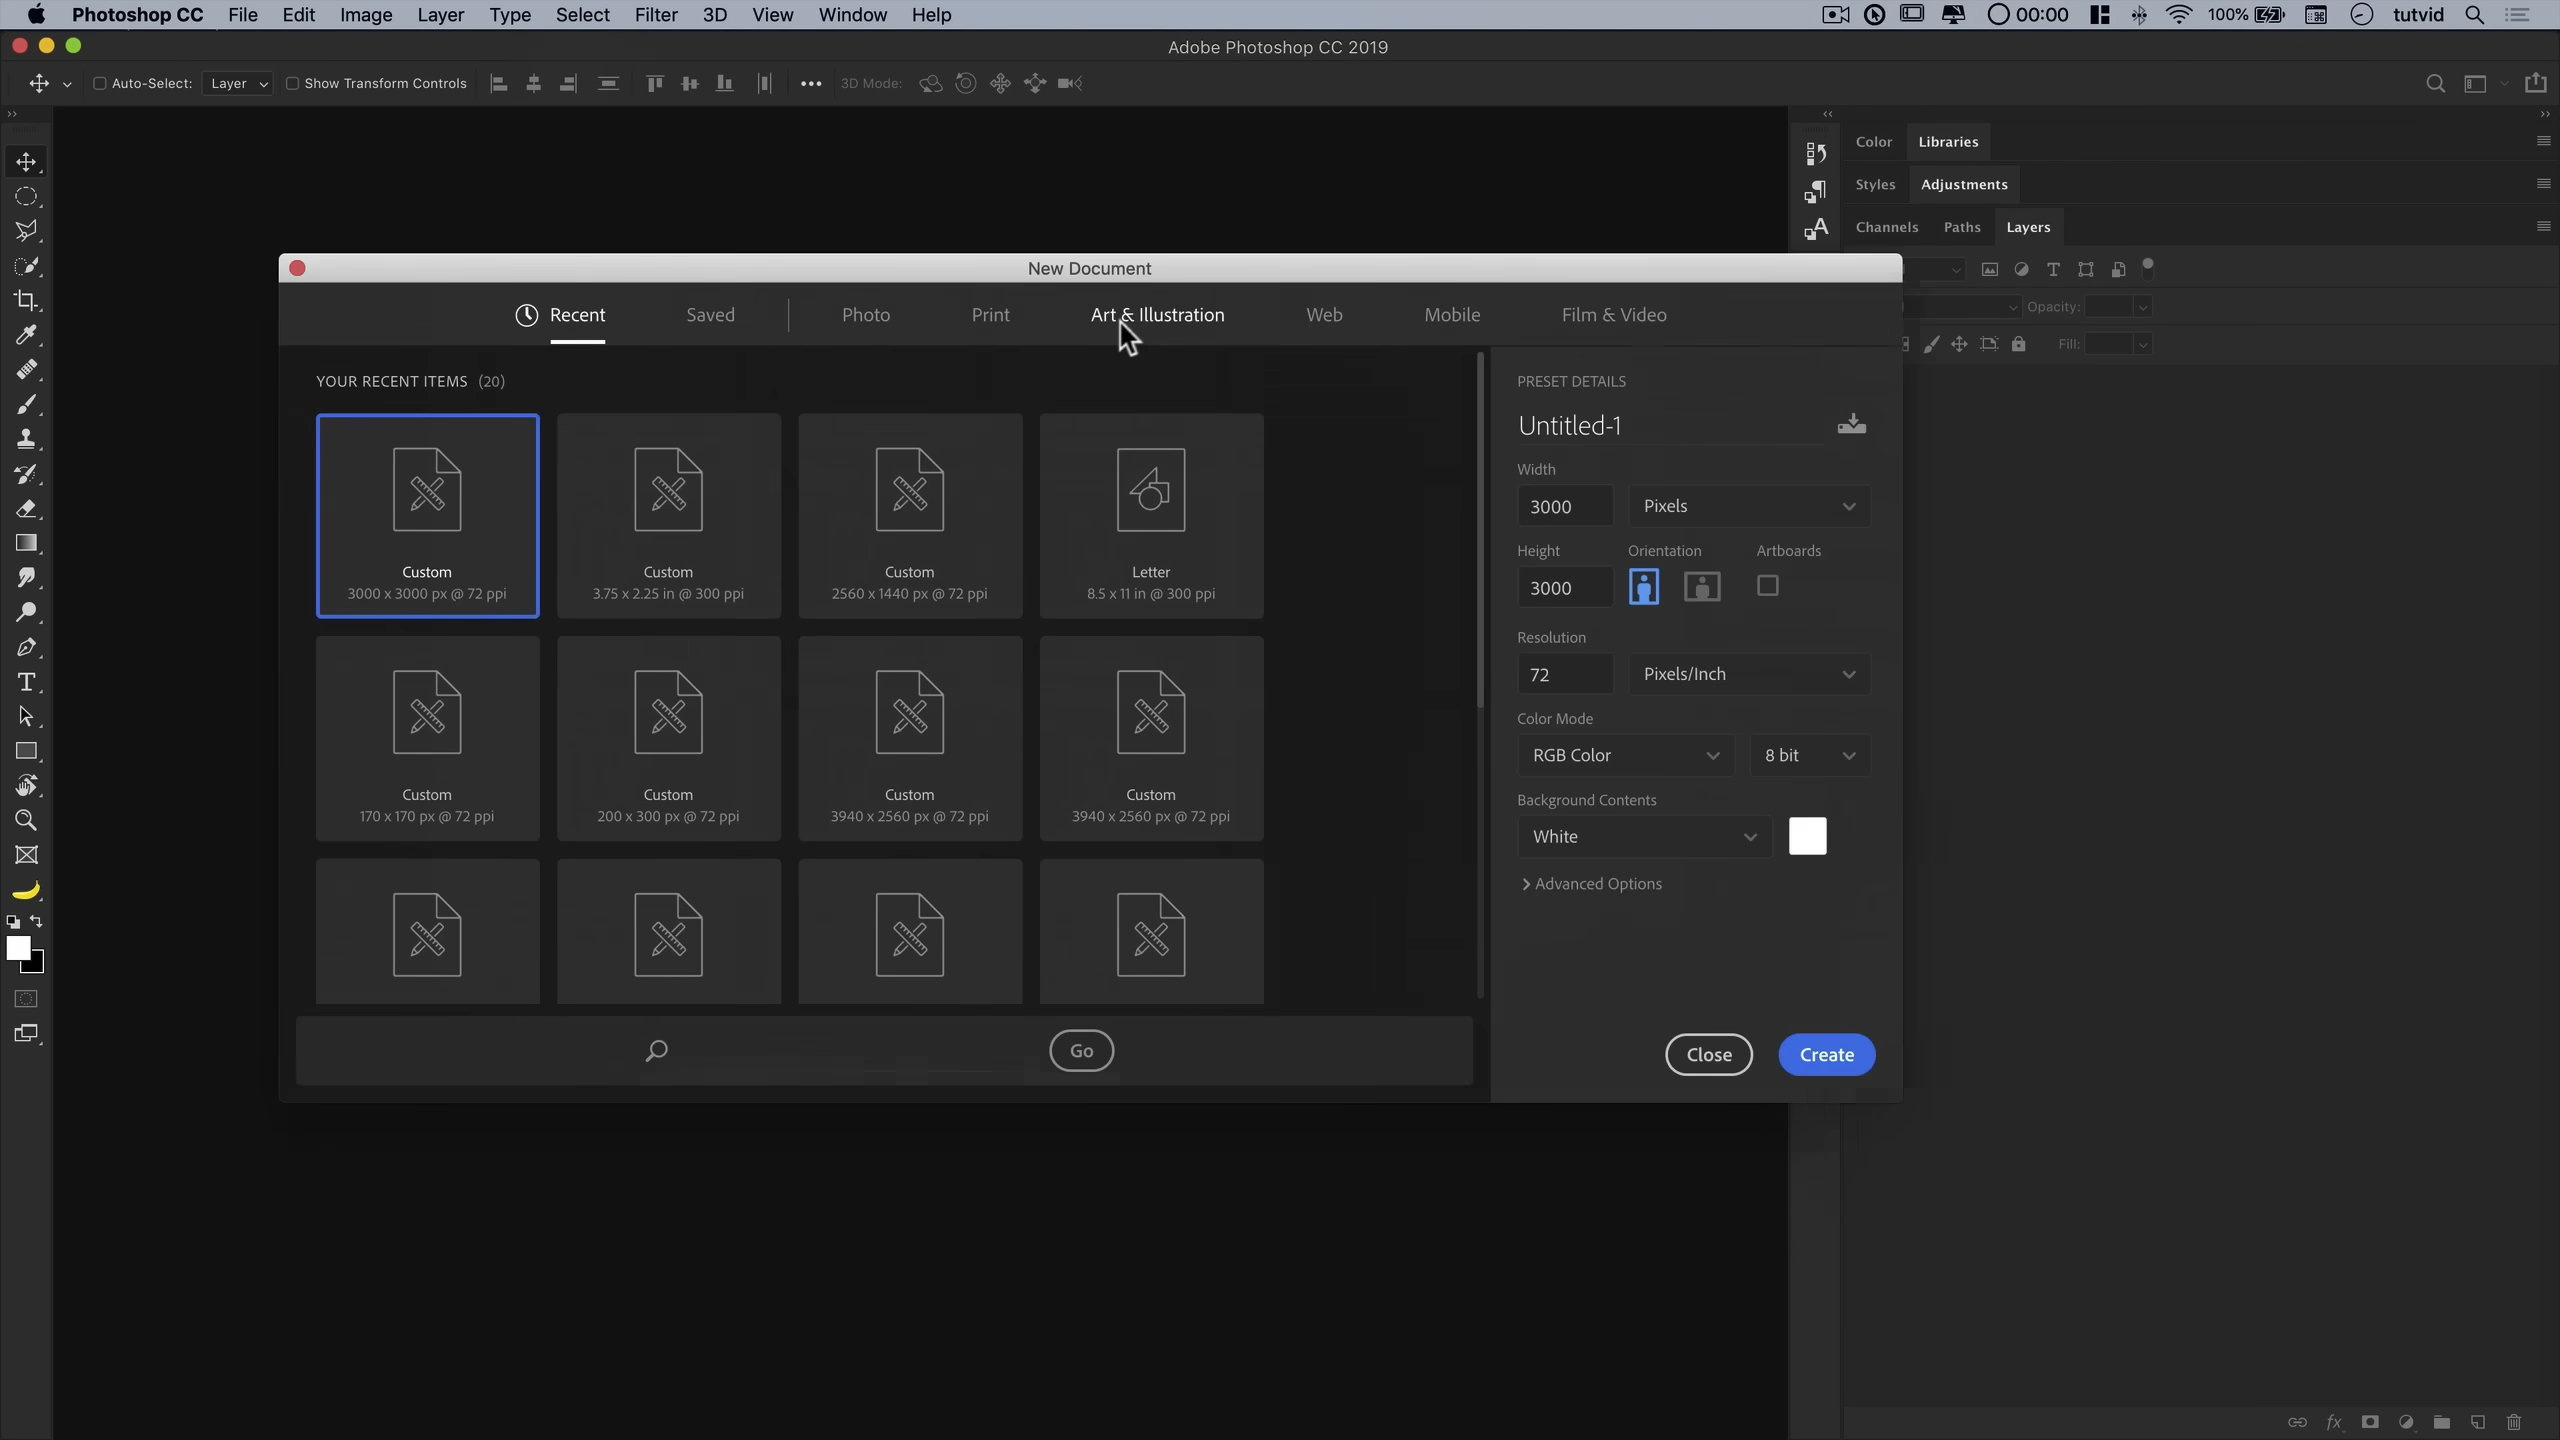 Photoshop CC File Edit Image Layer Type Select Filter 3D View Window Help 00:00 100% tutvid
Adobe Photoshop CC 2019
Auto-Select: Layer Show Transform Controls 3D Mode:
Color Libraries
Styles Adjustments
Channels Paths Layers
Opacity:
Fill:
New Document
Recent Saved Photo Print Art & Illustration Web Mobile Film & Video
YOUR RECENT ITEMS (20)
Custom
3000 x 3000 px @ 72 ppi
Custom
3.75 x 2.25 in @ 300 ppi
Custom
2560 x 1440 px @ 72 ppi
Letter
8.5 x 11 in @ 300 ppi
Custom
170 x 170 px @ 72 ppi
Custom
200 x 300 px @ 72 ppi
Custom
3940 x 2560 px @ 72 ppi
Custom
3940 x 2560 px @ 72 ppi
Go
PRESET DETAILS
Untitled-1
Width
3000 Pixels
Height Orientation Artboards
3000
Resolution
72 Pixels/Inch
Color Mode
RGB Color 8 bit
Background Contents
White
Advanced Options
Close Create
fx